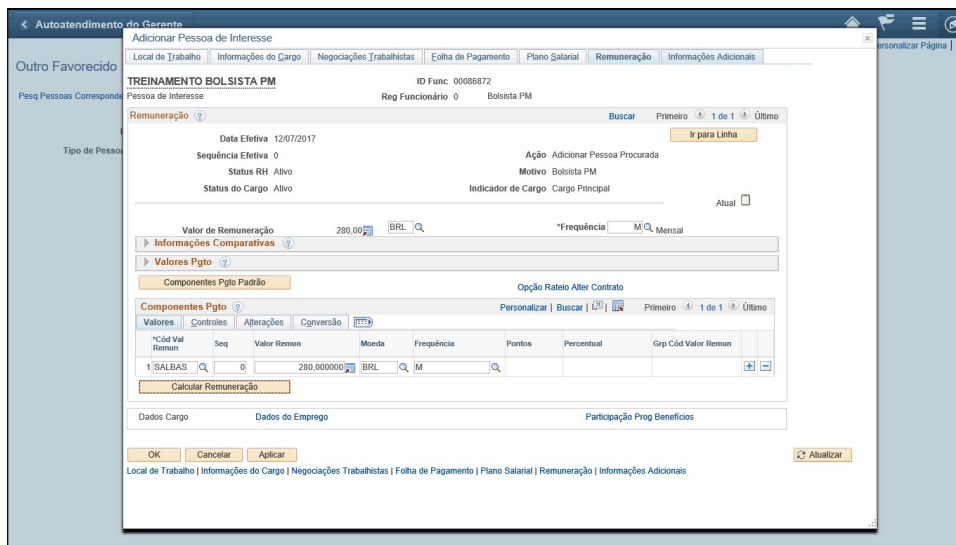 Autoatendimento do Gerente
Adicionar Pessoa de Interesse
ersonalizar Página |
Outro Favorecido
Pesq Pessoas Corresponde
Tipo de Pesso
Local de Trabalho Informações do Cargo Negociações Trabalhistas Folha de Pagamento Plano Salarial Remuneração Informações Adicionais
TREINAMENTO BOLSISTA PM ID Func 00086872
Pessoa de Interesse Reg Funcionário 0 Bolsista PM
Remuneração Buscar Primeiro 1 de 1 Último
Ir para Linha
Data Efetiva 12/07/2017
Sequência Efetiva 0 Ação Adicionar Pessoa Procurada
Status RH Ativo Motivo Bolsista PM
Status do Cargo Ativo Indicador de Cargo Cargo Principal
Atual
Valor de Remuneração 280,00 BRL *Frequência M Mensal
Informações Comparativas
Valores Pgto
Componentes Pgto Padrão Opção Rateio Alter Contrato
Componentes Pgto Personalizar | Buscar | | Primeiro 1 de 1 Último
Valores Controles Alterações Conversão
*Cód Val Remun Seq Valor Remun Moeda Frequência Pontos Percentual Grp Cód Valor Remun
1 SALBAS 0 280,000000 BRL M
Calcular Remuneração
Dados Cargo Dados do Emprego Participação Prog Benefícios
OK Cancelar Aplicar Atualizar
Local de Trabalho | Informações do Cargo | Negociações Trabalhistas | Folha de Pagamento | Plano Salarial | Remuneração | Informações Adicionais